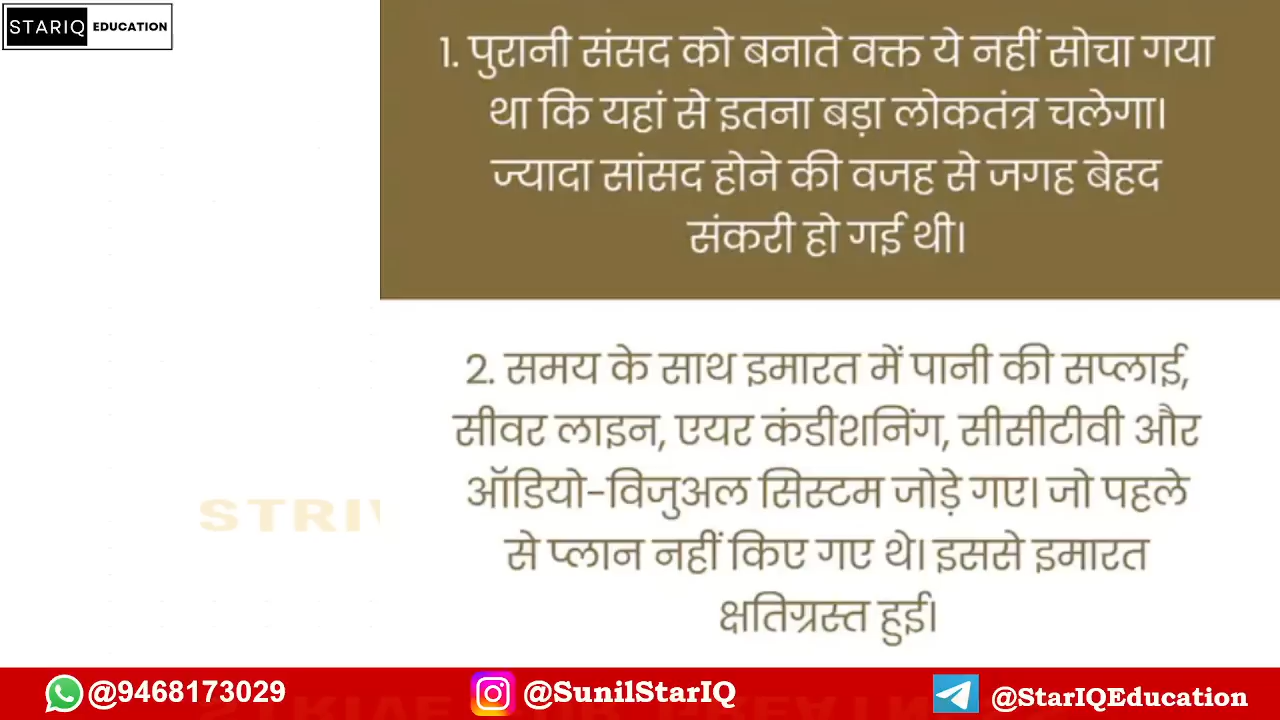 STARIQ EDUCATION
1. पुरानी संसद को बनाते वक्त ये नहीं सोचा गया
था कि यहां से इतना बड़ा लोकतंत्र चलेगा।
ज्यादा सांसद होने की वजह से जगह बेहद
संकरी हो गई थी।
2. समय के साथ इमारत में पानी की सप्लाई,
सीवर लाइन, एयर कंडीशनिंग, सीसीटीवी और
ऑडियो-विजुअल सिस्टम जोड़े गए। जो पहले
से प्लान नहीं किए गए थे। इससे इमारत
क्षतिग्रस्त हुई।
@9468173029 @SunilStarIQ @StarIQEducation